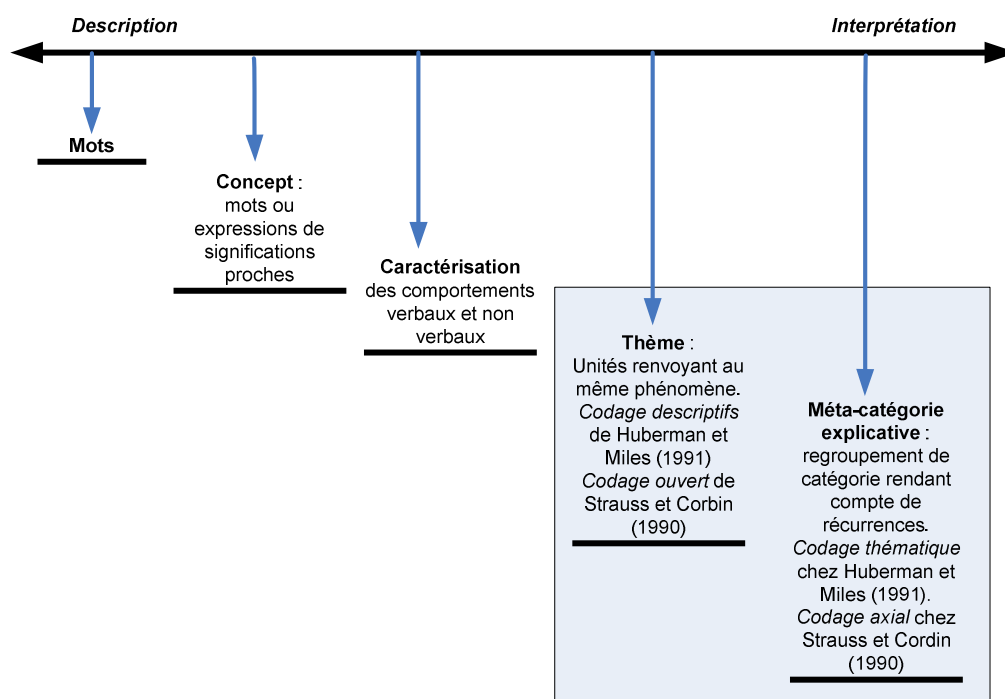 Description
Interprétation
Mots
Concept :
mots ou
expressions de
significations
proches
Caractérisation
des comportements
verbaux et non
verbaux
Thème :
Unités renvoyant au
même phénomène.
Codage descriptifs
de Huberman et
Miles (1991)
Codage ouvert de
Strauss et Corbin
(1990)
Méta-catégorie
explicative :
regroupement de
catégorie rendant
compte de
récurrences.
Codage thématique
chez Huberman et
Miles (1991).
Codage axial chez
Strauss et Cordin
(1990)